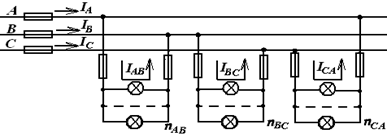 A I_A
B I_B
C I_C
I_AB I_BC I_CA
n_AB n_BC n_CA